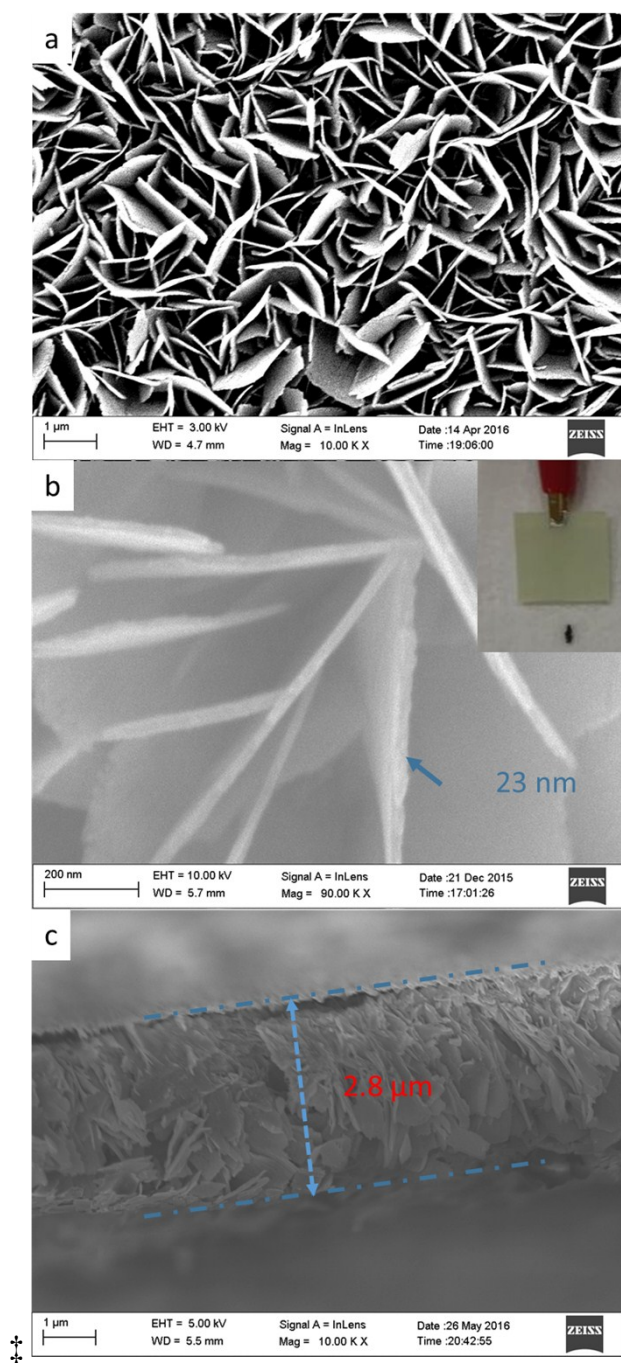 a
1 µm
EHT = 3.00 kV
WD = 4.7 mm
Signal A = InLens
Mag = 10.00 K X
Date :14 Apr 2016
Time :19:06:00
ZEISS
b
23 nm
200 nm
EHT = 10.00 kV
WD = 5.7 mm
Signal A = InLens
Mag = 90.00 K X
Date :21 Dec 2015
Time :17:01:26
ZEISS
c
2.8 µm
1 µm
EHT = 5.00 kV
WD = 5.5 mm
Signal A = InLens
Mag = 10.00 K X
Date :26 May 2016
Time :20:42:55
ZEISS
‡